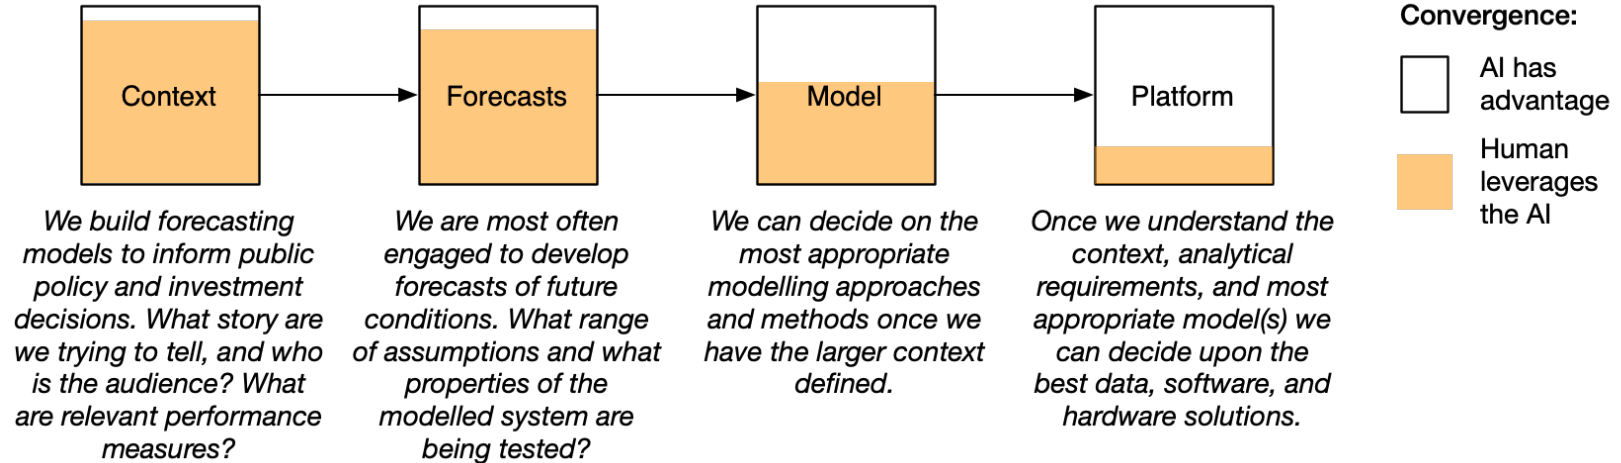 Context
Forecasts
Model
Platform
We build forecasting
models to inform public
policy and investment
decisions. What story are
we trying to tell, and who
is the audience? What
are relevant performance
measures?
We are most often
engaged to develop
forecasts of future
conditions. What range
of assumptions and what
properties of the
modelled system are
being tested?
We can decide on the
most appropriate
modelling approaches
and methods once we
have the larger context
defined.
Once we understand the
context, analytical
requirements, and most
appropriate model(s) we
can decide upon the
best data, software, and
hardware solutions.
Convergence:
AI has
advantage
Human
leverages
the AI